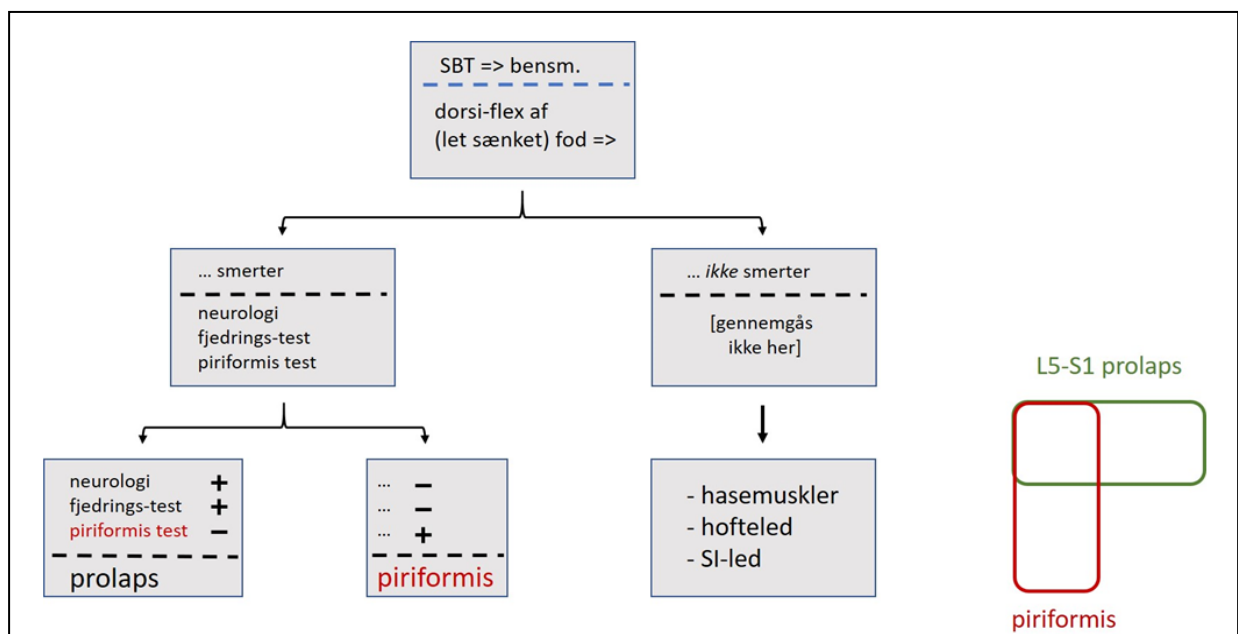 SBT => bensm.
dorsi-flex af
(let sænket) fod =>
... smerter
neurologi
fjedrings-test
piriformis test
... ikke smerter
[gennemgås
ikke her]
neurologi +
fjedrings-test +
piriformis test −
prolaps
... −
... −
... +
piriformis
- hasemuskler
- hofteled
- SI-led
L5-S1 prolaps
piriformis